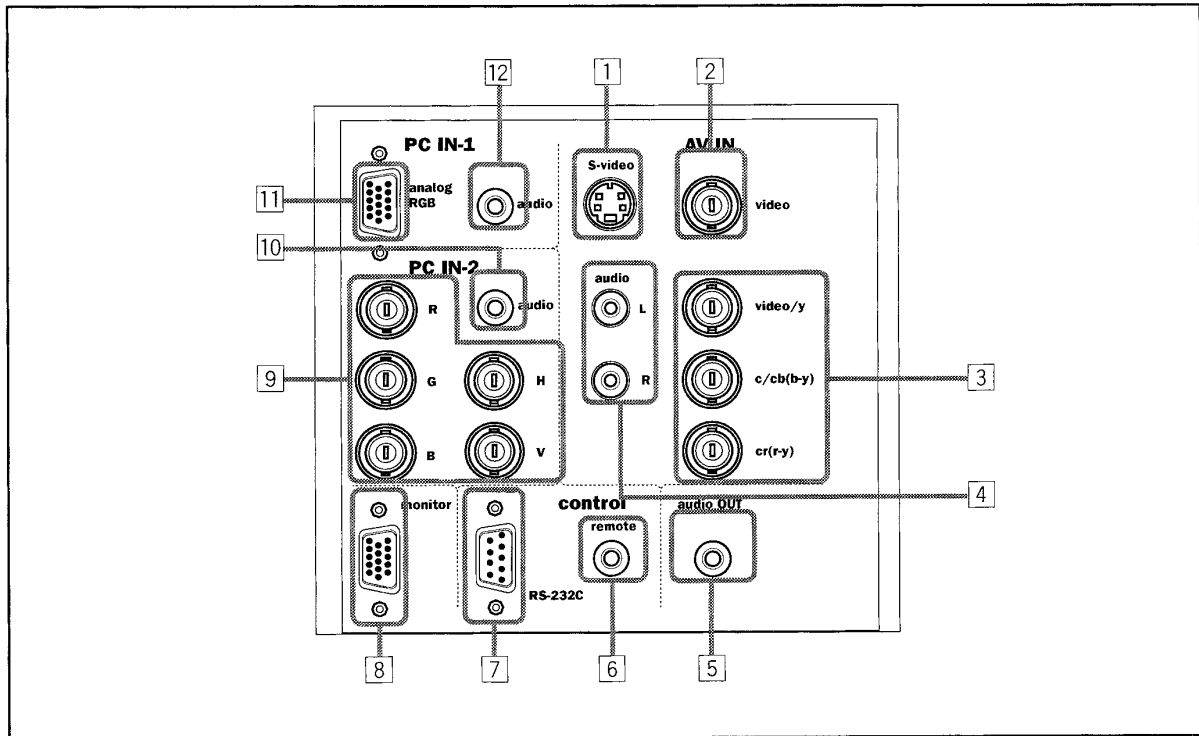 12 1 2
PC IN-1 AV IN
S-video
11 analog
RGB
audio
video
10
PC IN-2
audio
audio
R L video/y
9 G H R c/cb(b-y) 3
B V cr(r-y)
4
monitor control audio OUT
remote
RS-232C
8 7 6 5